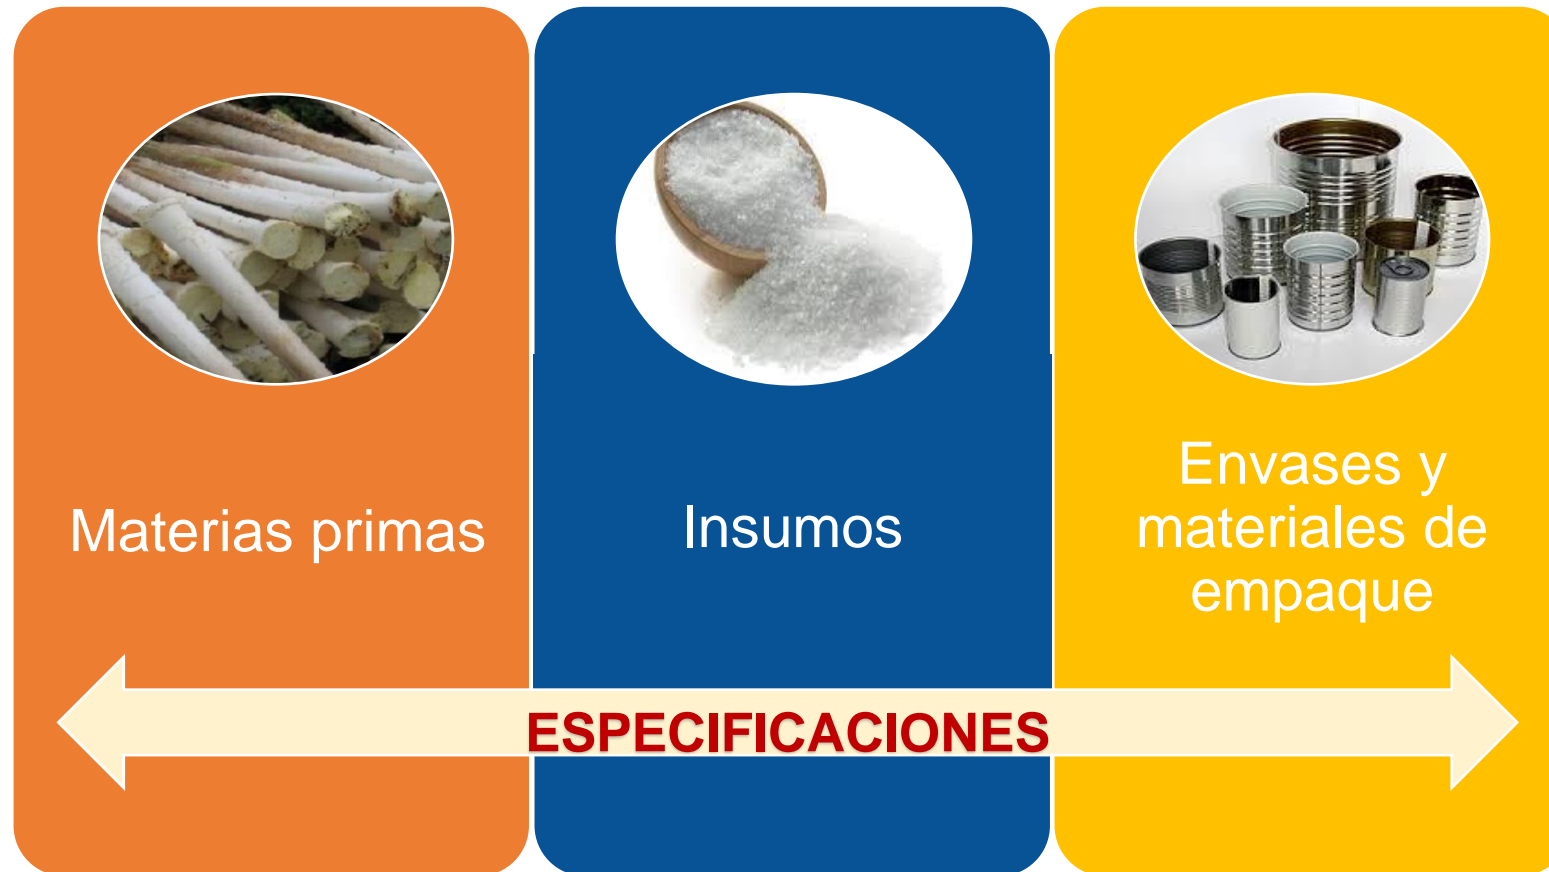 Materias primas
Insumos
Envases y
materiales de
empaque
ESPECIFICACIONES